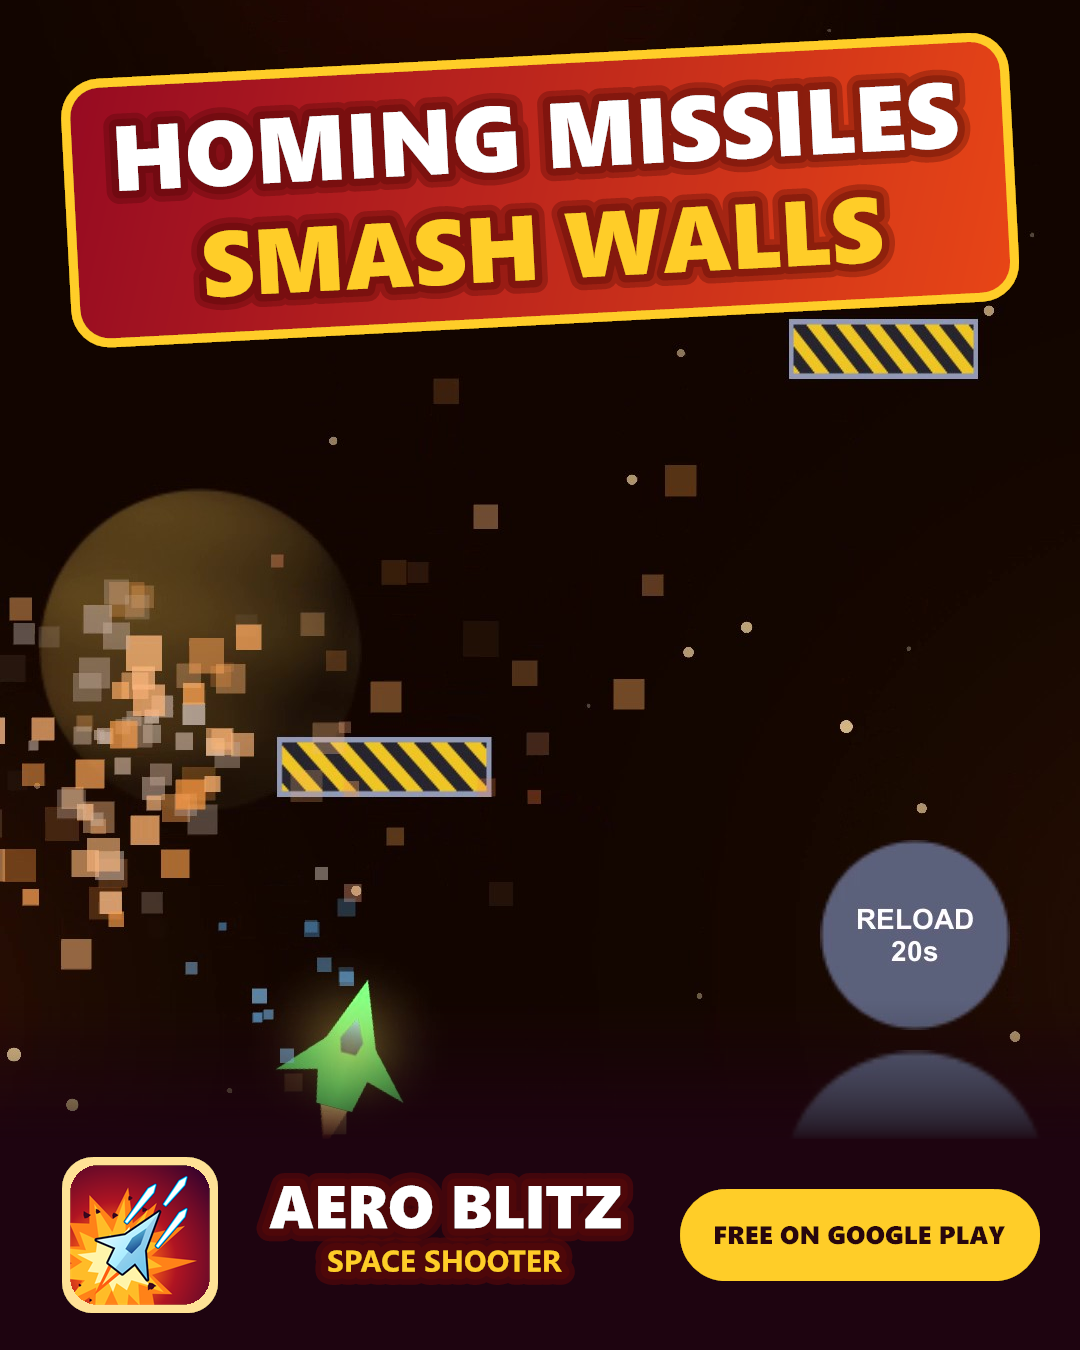 HOMING MISSILES
SMASH WALLS
RELOAD
20s
AERO BLITZ
SPACE SHOOTER
FREE ON GOOGLE PLAY